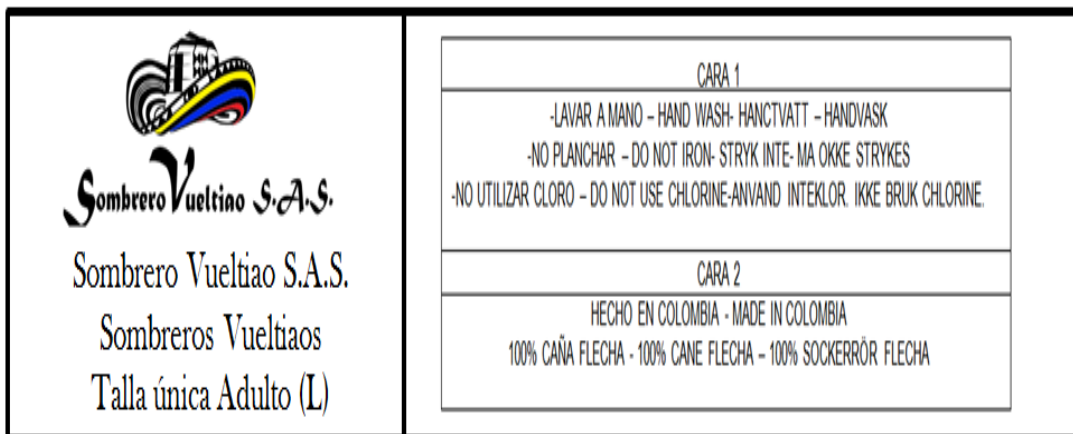 Sombrero Vueltiao S.A.S.
Sombrero Vueltiao S.A.S.
Sombreros Vueltiaos
Talla única Adulto (L)
CARA 1
-LAVAR A MANO – HAND WASH- HANCTVATT – HANDVASK
-NO PLANCHAR – DO NOT IRON- STRYK INTE- MA OKKE STRYKES
-NO UTILIZAR CLORO – DO NOT USE CHLORINE-ANVAND INTEKLOR. IKKE BRUK CHLORINE.
CARA 2
HECHO EN COLOMBIA - MADE IN COLOMBIA
100% CAÑA FLECHA - 100% CANE FLECHA – 100% SOCKERRÖR FLECHA